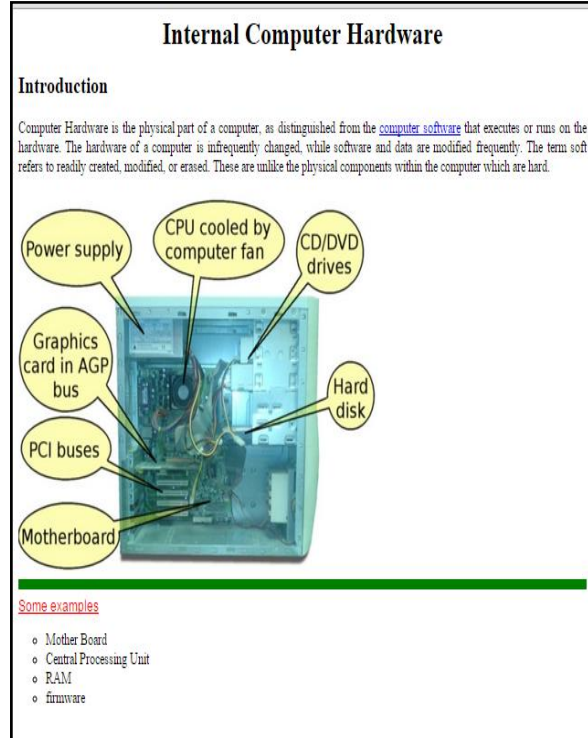 Internal Computer Hardware
Introduction
Computer Hardware is the physical part of a computer, as distinguished from the computer software that executes or runs on the
hardware. The hardware of a computer is infrequently changed, while software and data are modified frequently. The term soft
refers to readily created, modified, or erased. These are unlike the physical components within the computer which are hard.
Power supply
CPU cooled by
computer fan
CD/DVD
drives
Graphics
card in AGP
bus
Hard
disk
PCI buses
Motherboard
Some examples
Mother Board
Central Processing Unit
RAM
firmware